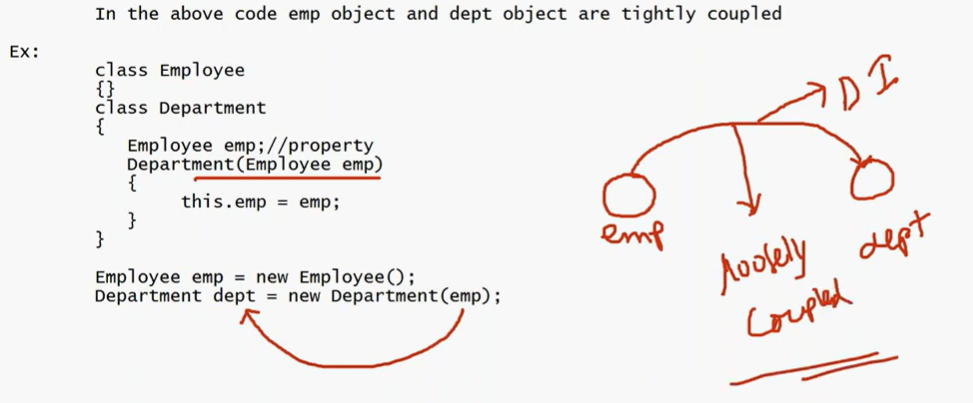 In the above code emp object and dept object are tightly coupled
Ex:
class Employee
{}
class Department
{
Employee emp;//property
Department(Employee emp)
{
this.emp = emp;
}
}
Employee emp = new Employee();
Department dept = new Department(emp);
DI
emp
dept
loosely
coupled